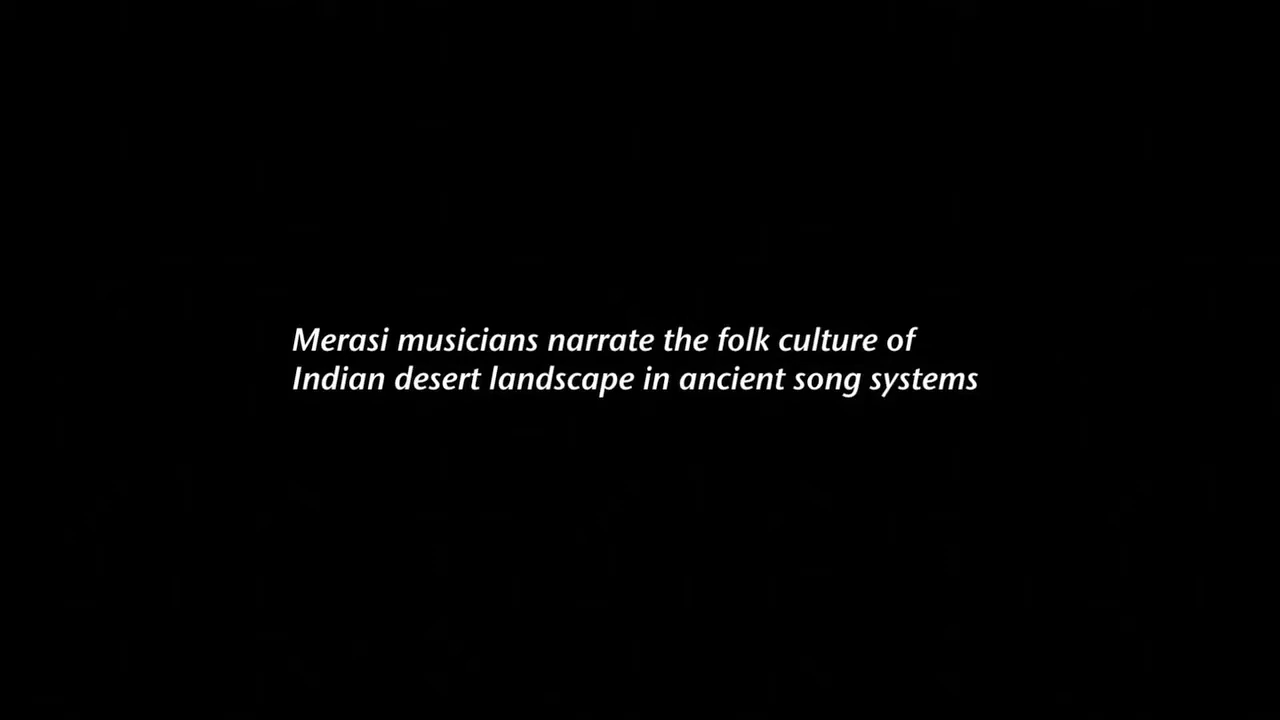 Merasi musicians narrate the folk culture of
Indian desert landscape in ancient song systems